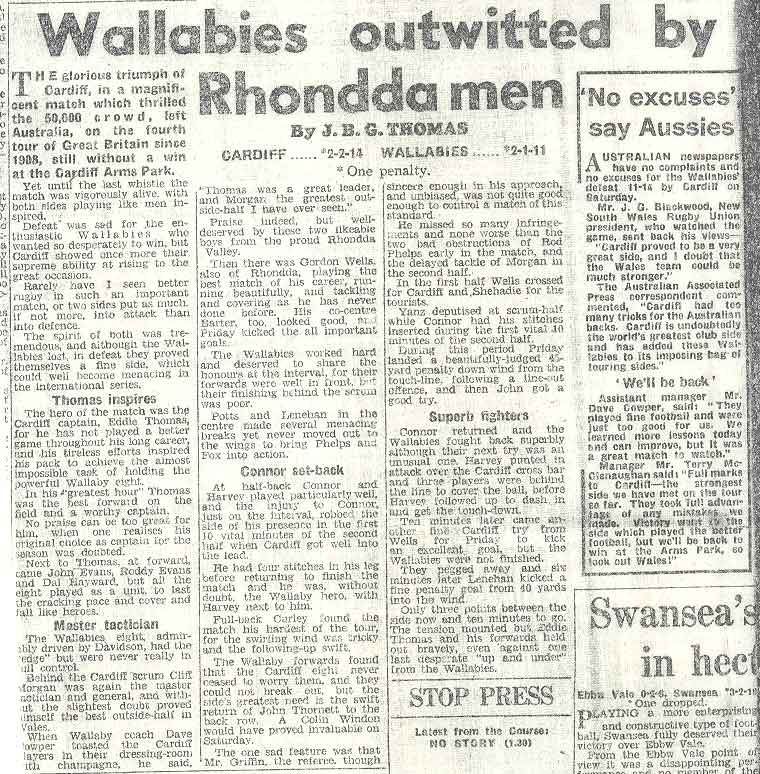 Wallabies outwitted by
Rhondda men
By J. B. G. THOMAS
CARDIFF ...... *2-2-14 WALLABIES ...... *2-1-11
* One penalty.
THE glorious triumph of
Cardiff, in a magnifi-
cent match which thrilled
the 50,000 crowd, left
Australia, on the fourth
tour of Great Britain since
1908, still without a win
at the Cardiff Arms Park.
Yet until the last whistle the
match was vigorously alive, with
both sides playing like men in-
spired.
Defeat was sad for the en-
thusiastic Wallabies who
wanted so desperately to win, but
Cardiff showed once more their
supreme ability at rising to the
great occasion.
Rarely have I seen better
rugby in such an important
match, or two sides put as much,
if not more, into attack than
into defence.
The spirit of both was tre-
mendous, and although the Wal-
labies lost, in defeat they proved
themselves a fine side, which
could well become menacing in
the international series.
Thomas inspires
The hero of the match was the
Cardiff captain, Eddie Thomas,
for he has not played a better
game throughout his long career,
and his tireless efforts inspired
his pack to achieve the almost
impossible task of holding the
powerful Wallaby eight.
In his "greatest hour" Thomas
was the best forward on the
field and a worthy captain.
No praise can be too great for
him, when one realises his
original choice as captain for the
season was doubted.
Next to Thomas, at forward,
came John Evans, Roddy Evans
and Dai Hayward, but all the
eight played as a unit, to last
the cracking pace and cover and
fall like heroes.
Master tactician
The Wallabies eight, admir-
ably driven by Davidson, had the
"edge" but were never really in
full control.
Behind the Cardiff scrum Cliff
Morgan was again the master
tactician and general, and with-
out the slightest doubt proved
himself the best outside-half in
Wales.
When Wallaby coach Dave
Cowper toasted the Cardiff
players in their dressing-room
with champagne, he said,
"Thomas was a great leader,
and Morgan the greatest out-
side-half I have ever seen."
Praise indeed, but well-
deserved by these two likeable
boys from the proud Rhondda
Valley.
Then there was Gordon Wells,
also of Rhondda, playing the
best match of his career, run-
ning beautifully, and tackling
and covering as he has never
done before. His co-centre
Barter, too, looked good, and
Priday kicked the all important
goals.
The Wallabies worked hard
and deserved to share the
honours at the interval, for their
forwards were well in front, but
their finishing behind the scrum
was poor.
Potts and Lenehan in the
centre made several menacing
breaks yet never moved out to
the wings to bring Phelps and
Fox into action.
Connor set-back
At half-back Connor and
Harvey played particularly well,
and the injury to Connor,
just on the interval, robbed the
side of his presence in the first
10 vital minutes of the second
half when Cardiff got well into
the lead.
He had four stitches in his leg
before returning to finish the
match and he was, without
doubt, the Wallaby hero, with
Harvey next to him.
Full-back Curley found the
match his hardest of the tour,
for the swirling wind was tricky
and the following-up swift.
The Wallaby forwards found
that the Cardiff eight never
ceased to worry them, and they
could not break out, but the
side's greatest need is the swift
return of John Thornett to the
back row. A Colin Windon
would have proved invaluable on
Saturday.
The one sad feature was that
Mr. Griffin, the referee, though
sincere enough in his approach,
and unbiased, was not quite good
enough to control a match of this
standard.
He missed so many infringe-
ments and none worse than the
two bad obstructions of Rod
Phelps early in the match, and
the delayed tackle of Morgan in
the second half.
In the first half Wells crossed
for Cardiff and Shehadie for the
tourists.
Yanz deputised at scrum-half
while Connor had his stitches
inserted during the first vital 10
minutes of the second half.
During this period Priday
landed a beautifully-judged 45-
yard penalty down wind from the
touch-line, following a line-out
offence, and then John got a
good try.
Superb fighters
Connor returned and the
Wallabies fought back superbly
although their next try was an
unusual one. Harvey punted in
attack over the Cardiff cross bar
and three players were behind
the line to cover the ball, before
Harvey followed up to dash in
and get the touch-down.
Ten minutes later came an-
other fine Cardiff try from
Wells for Priday to kick
an excellent goal, but the
Wallabies were not finished.
They pegged away and six
minutes later Lenehan kicked a
fine penalty goal from 40 yards
into the wind.
Only three points between the
side now and ten minutes to go.
The tension mounted but Eddie
Thomas and his forwards held
out bravely, even against one
last desperate "up and under"
from the Wallabies.
STOP PRESS
Latest from the Course:
NO STORY (1.30)
'No excuses'
say Aussies
AUSTRALIAN newspapers
have no complaints and
no excuses for the Wallabies'
defeat 11-14 by Cardiff on
Saturday.
Mr. J. G. Blackwood, New
South Wales Rugby Union
president, who watched the
game, sent back his views—
"Cardiff proved to be a very
great side, and I doubt that
the Wales team could be
much stronger."
The Australian Associated
Press correspondent com-
mented, "Cardiff had too
many tricks for the Australian
backs. Cardiff is undoubtedly
the world's greatest club side
and has added the Wal-
labies to its imposing bag of
touring sides."
'We'll be back'
Assistant manager Mr.
Dave Cowper, said: "They
played fine football and were
just too good for us. We
learned more lessons today
and can improve, but it was
a great match to watch."
Manager Mr. Terry Mc-
Clenaughan said: "Full marks
to Cardiff—the strongest
side we have met on the tour
so far. They took full advan-
tage of any mistakes we
made. Victory went to the
side which played the better
football, but we'll be back to
win at the Arms Park, so
look out Wales!"
Swansea's
in hect
Ebbw Vale 0-2-6, Swansea *3-2-19
*One dropped.
PLAYING a more enterprising
and constructive type of foot-
ball, Swansea fully deserved their
victory over Ebbw Vale.
From the Ebbw Vale point of
view it was a disappointing per-